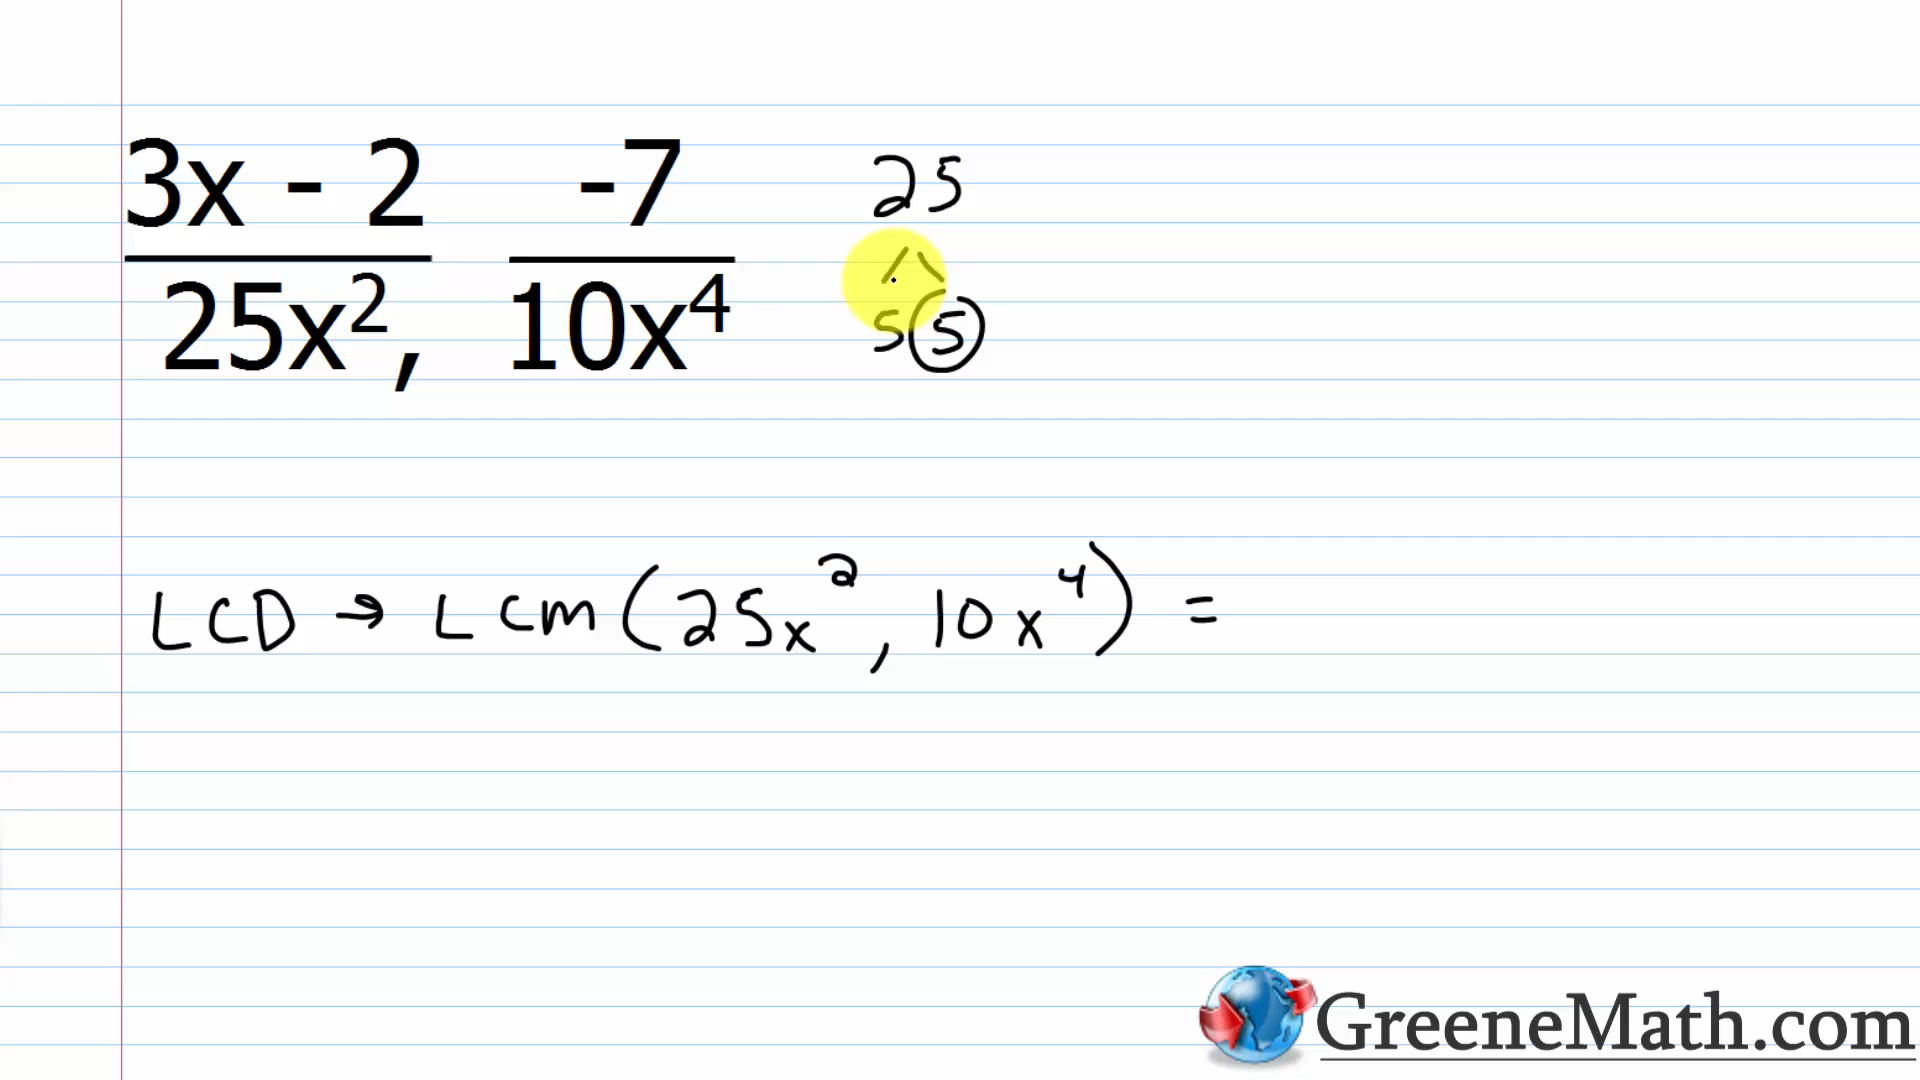 3x - 2 -7
25x², 10x⁴
25
5 5
LCD → LCM(25x², 10x⁴) =
GreeneMath.com